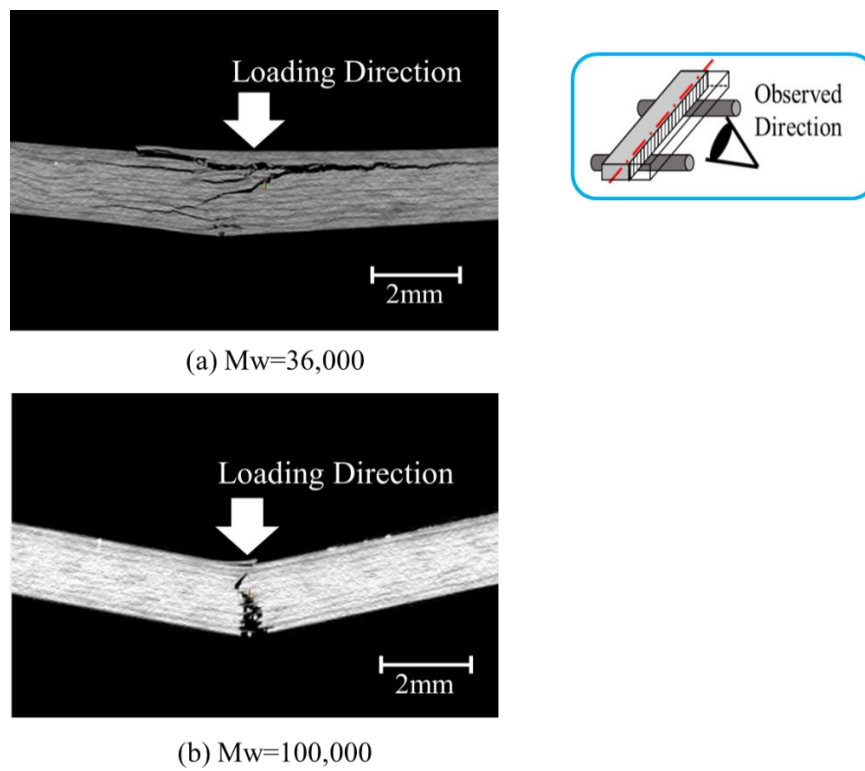 Loading Direction
2mm
(a) Mw=36,000
Observed
Direction
Loading Direction
2mm
(b) Mw=100,000